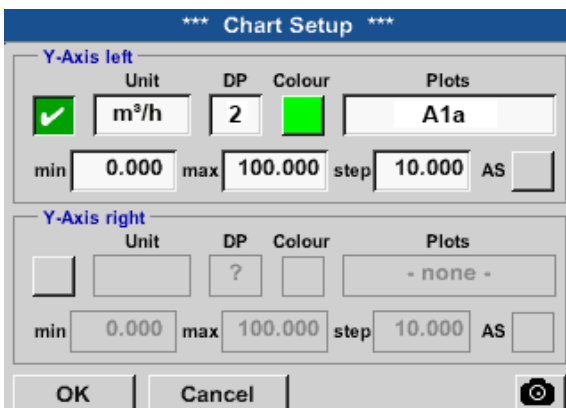 *** Chart Setup ***
Y-Axis left
Unit DP Colour Plots
m³/h 2 A1a
min 0.000 max 100.000 step 10.000 AS
Y-Axis right
Unit DP Colour Plots
? - none -
min 0.000 max 100.000 step 10.000 AS
OK Cancel